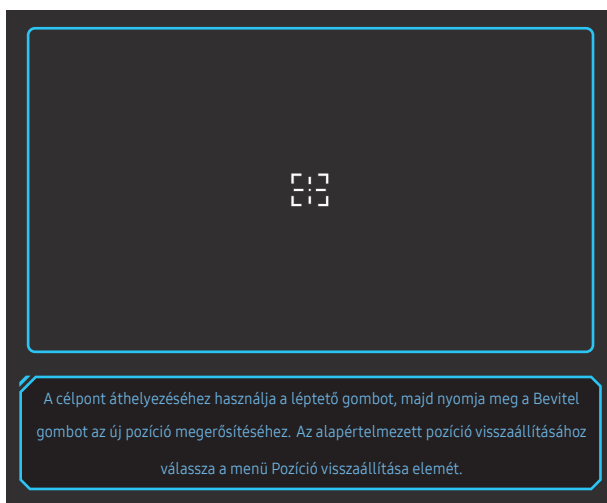 A célpont áthelyezéséhez használja a léptető gombot, majd nyomja meg a Bevitel
gombot az új pozíció megerősítéséhez. Az alapértelmezett pozíció visszaállításához
válassza a menü Pozíció visszaállítása elemét.